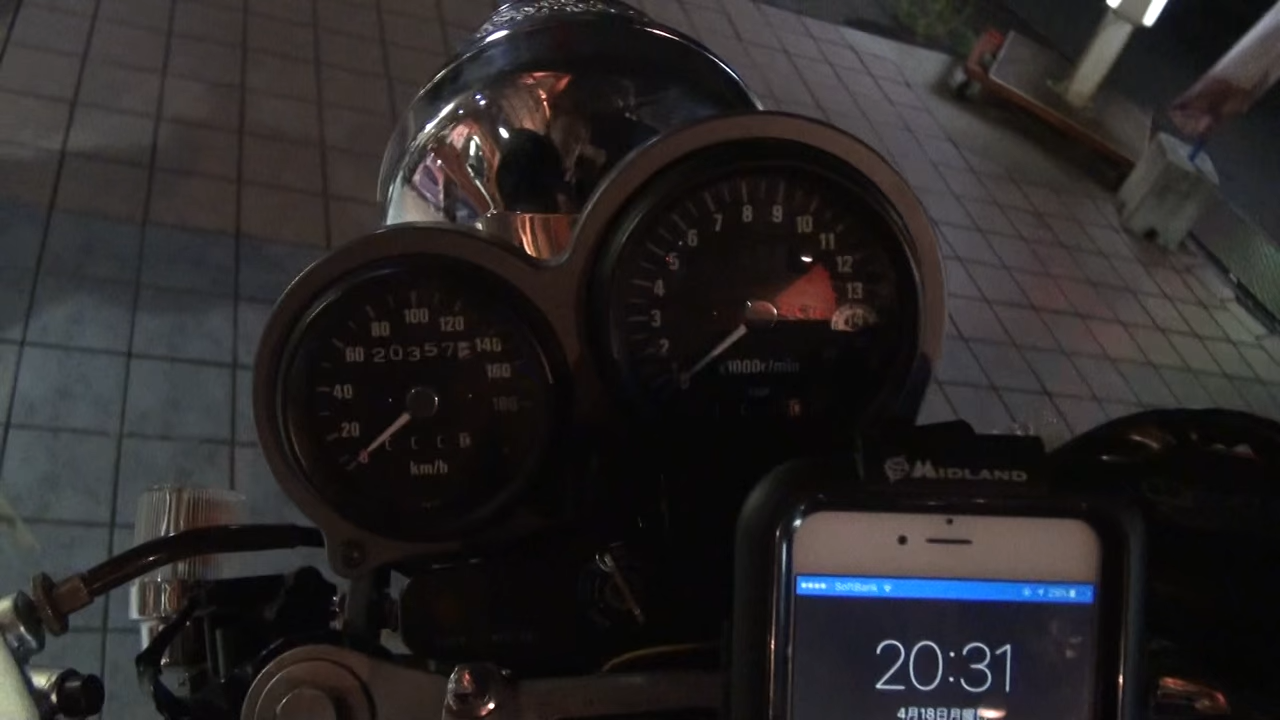 20 40 60 80 100 120 140 160 180
20357
km/h
2 3 4 5 6 7 8 9 10 11 12 13 14
x1000r/min
MIDLAND
SoftBank 25%
20:31
4月18日月曜日